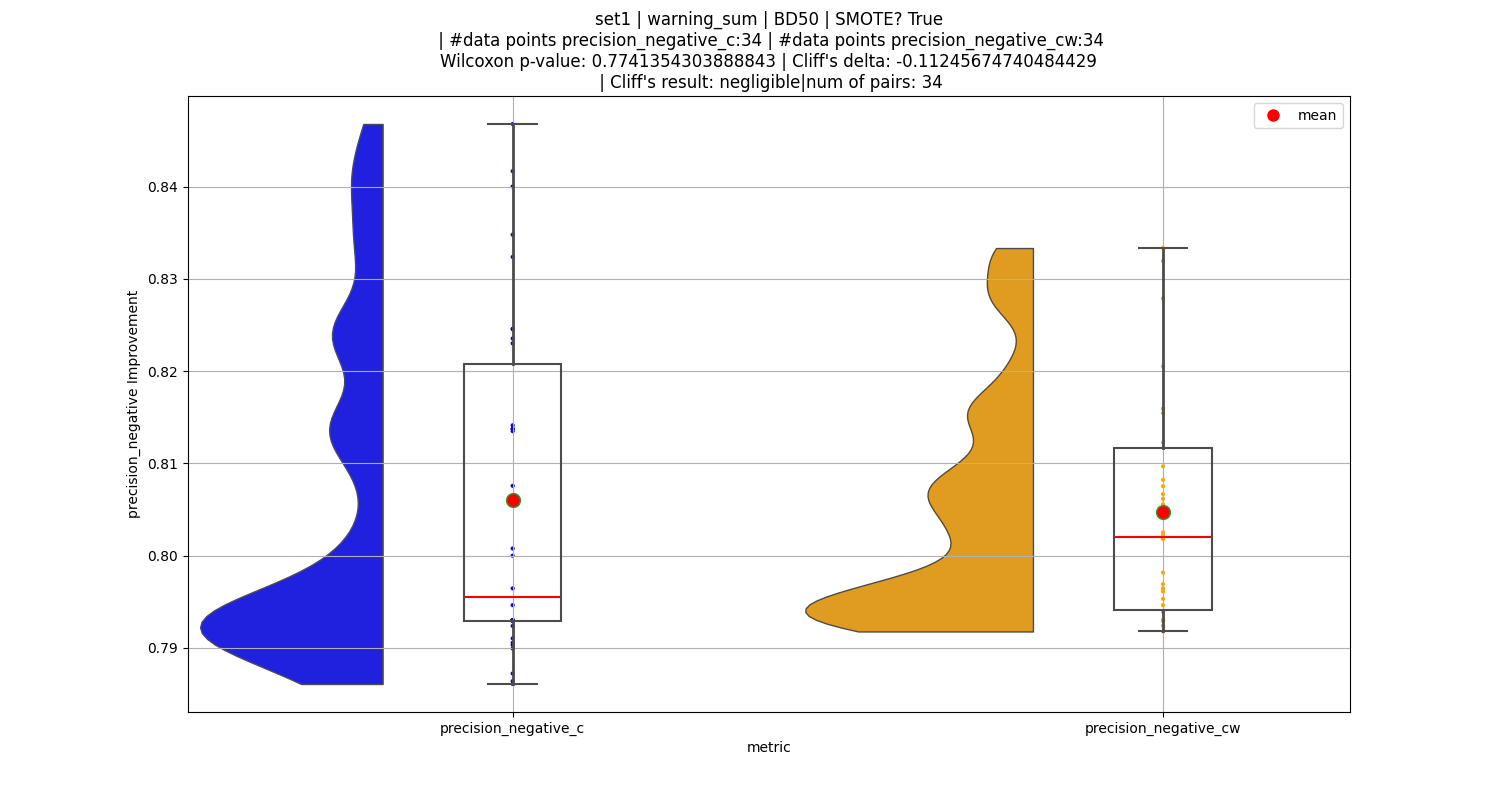 set1 | warning_sum | BD50 | SMOTE? True
| #data points precision_negative_c:34 | #data points precision_negative_cw:34
Wilcoxon p-value: 0.7741354303888843 | Cliff's delta: -0.11245674740484429
| Cliff's result: negligible|num of pairs: 34
mean
0.84
0.83
0.82
0.81
0.80
0.79
precision_negative Improvement
precision_negative_c
precision_negative_cw
metric